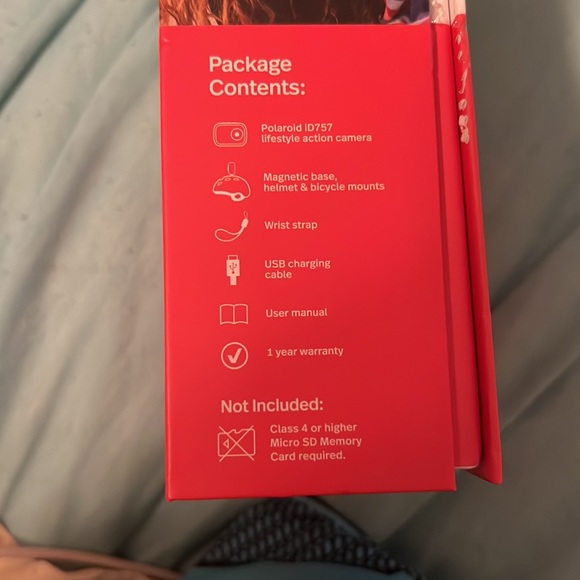 Package
Contents:
Polaroid iD757
lifestyle action camera
Magnetic base,
helmet & bicycle mounts
Wrist strap
USB charging
cable
User manual
1 year warranty
Not Included:
Class 4 or higher
Micro SD Memory
Card required.